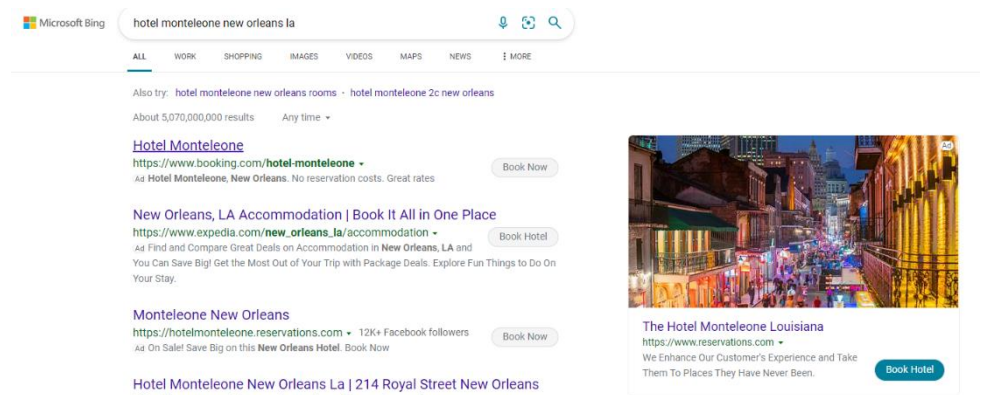 Microsoft Bing
hotel monteleone new orleans la
ALL WORK SHOPPING IMAGES VIDEOS MAPS NEWS MORE
Also try: hotel monteleone new orleans rooms · hotel monteleone 2c new orleans
About 5,070,000,000 results Any time
Hotel Monteleone
https://www.booking.com/hotel-monteleone
Book Now
Ad Hotel Monteleone, New Orleans. No reservation costs. Great rates
New Orleans, LA Accommodation | Book It All in One Place
https://www.expedia.com/new_orleans_la/accommodation
Book Hotel
Ad Find and Compare Great Deals on Accommodation in New Orleans, LA and
You Can Save Big! Get the Most Out of Your Trip with Package Deals. Explore Fun Things to Do On
Your Stay.
Monteleone New Orleans
https://hotelmonteleone.reservations.com 12K+ Facebook followers
Book Now
Ad On Sale! Save Big on this New Orleans Hotel. Book Now
Hotel Monteleone New Orleans La | 214 Royal Street New Orleans
Ad
The Hotel Monteleone Louisiana
https://www.reservations.com
We Enhance Our Customer's Experience and Take
Them To Places They Have Never Been.
Book Hotel